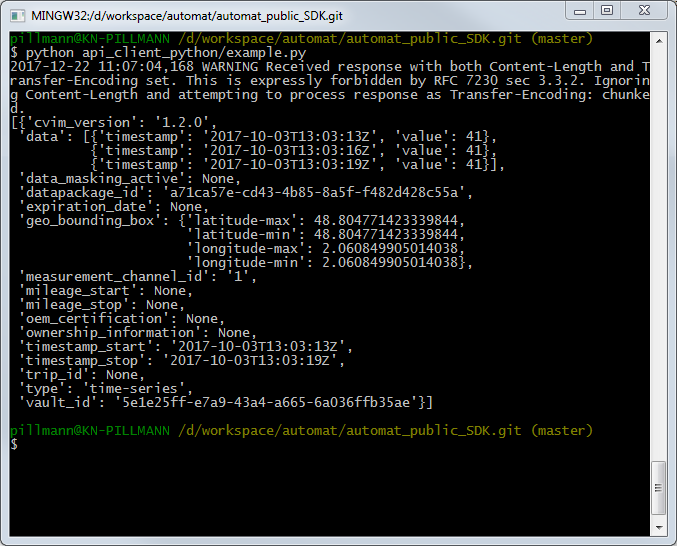 MINGW32:/d/workspace/automat/automat_public_SDK.git
pillmann@KN-PILLMANN /d/workspace/automat/automat_public_SDK.git (master)
$ python api_client_python/example.py
2017-12-22 11:07:04,168 WARNING Received response with both Content-Length and T
ransfer-Encoding set. This is expressly forbidden by RFC 7230 sec 3.3.2. Ignorin
g Content-Length and attempting to process response as Transfer-Encoding: chunke
d.
[{'cvim_version': '1.2.0',
 'data': [{'timestamp': '2017-10-03T13:03:13Z', 'value': 41},
          {'timestamp': '2017-10-03T13:03:16Z', 'value': 41},
          {'timestamp': '2017-10-03T13:03:19Z', 'value': 41}],
 'data_masking_active': None,
 'datapackage_id': 'a71ca57e-cd43-4b85-8a5f-f482d428c55a',
 'expiration_date': None,
 'geo_bounding_box': {'latitude-max': 48.804771423339844,
                      'latitude-min': 48.804771423339844,
                      'longitude-max': 2.060849905014038,
                      'longitude-min': 2.060849905014038},
 'measurement_channel_id': '1',
 'mileage_start': None,
 'mileage_stop': None,
 'oem_certification': None,
 'ownership_information': None,
 'timestamp_start': '2017-10-03T13:03:13Z',
 'timestamp_stop': '2017-10-03T13:03:19Z',
 'trip_id': None,
 'type': 'time-series',
 'vault_id': '5e1e25ff-e7a9-43a4-a665-6a036ffb35ae'}]
pillmann@KN-PILLMANN /d/workspace/automat/automat_public_SDK.git (master)
$